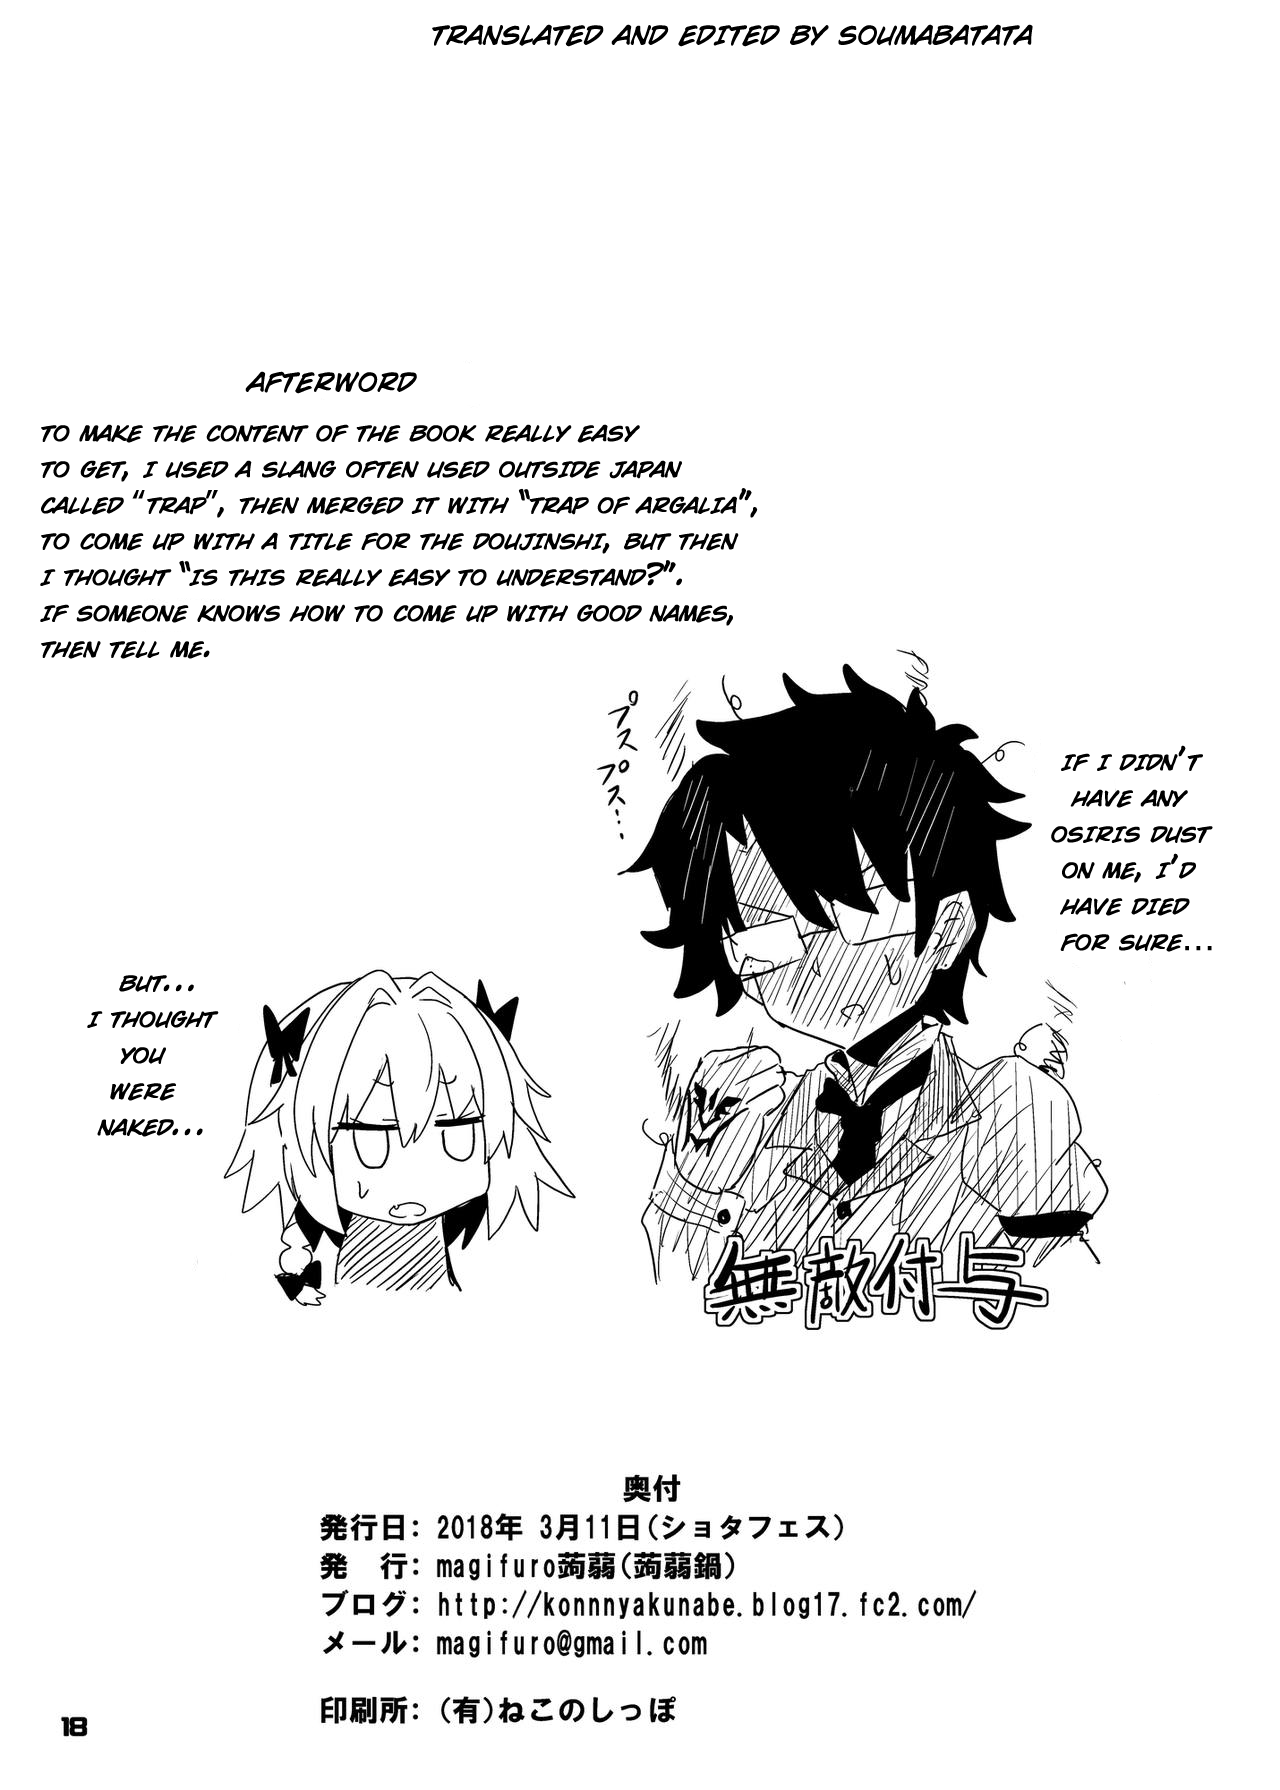 TRANSLATED AND EDITED BY SOUMABATATA
AFTERWORD
TO MAKE THE CONTENT OF THE BOOK REALLY EASY
TO GET, I USED A SLANG OFTEN USED OUTSIDE JAPAN
CALLED "TRAP", THEN MERGED IT WITH "TRAP OF ARGALIA",
TO COME UP WITH A TITLE FOR THE DOUJINSHI, BUT THEN
I THOUGHT "IS THIS REALLY EASY TO UNDERSTAND?".
IF SOMEONE KNOWS HOW TO COME UP WITH GOOD NAMES,
THEN TELL ME.
プスプス…
IF I DIDN'T
HAVE ANY
OSIRIS DUST
ON ME, I'D
HAVE DIED
FOR SURE...
BUT...
I THOUGHT
YOU
WERE
NAKED...
無敵付与
奥付
発行日: 2018年 3月11日(ショタフェス)
発　行: magifuro蒟蒻(蒟蒻鍋)
ブログ: http://konnnyakunabe.blog17.fc2.com/
メール: magifuro@gmail.com
印刷所: (有)ねこのしっぽ
18